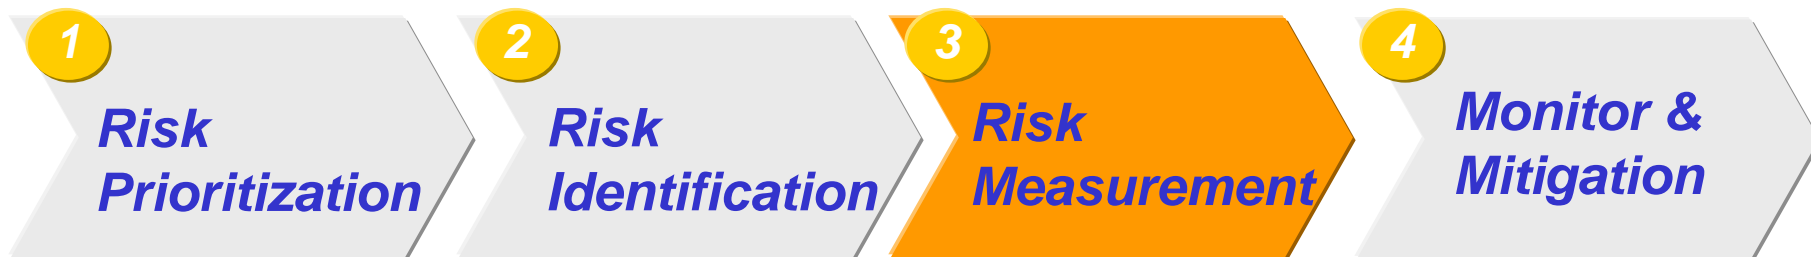 1
Risk
Prioritization
2
Risk
Identification
3
Risk
Measurement
4
Monitor &
Mitigation